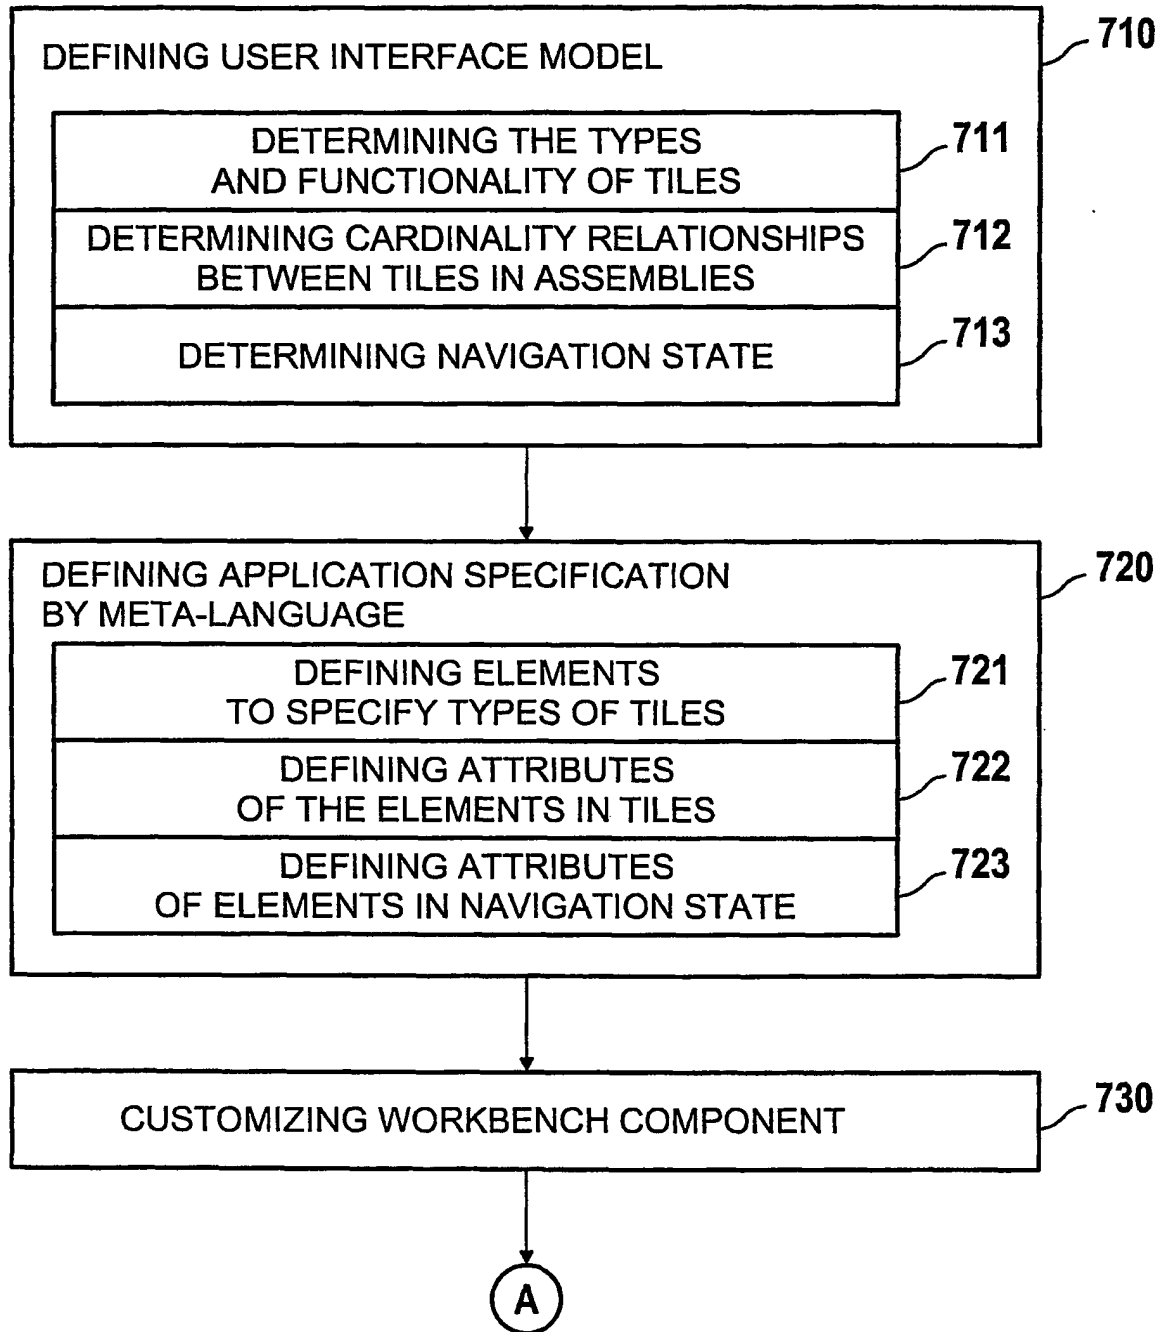 710
DEFINING USER INTERFACE MODEL
711
DETERMINING THE TYPES
AND FUNCTIONALITY OF TILES
712
DETERMINING CARDINALITY RELATIONSHIPS
BETWEEN TILES IN ASSEMBLIES
713
DETERMINING NAVIGATION STATE
720
DEFINING APPLICATION SPECIFICATION
BY META-LANGUAGE
721
DEFINING ELEMENTS
TO SPECIFY TYPES OF TILES
722
DEFINING ATTRIBUTES
OF THE ELEMENTS IN TILES
723
DEFINING ATTRIBUTES
OF ELEMENTS IN NAVIGATION STATE
730
CUSTOMIZING WORKBENCH COMPONENT
A